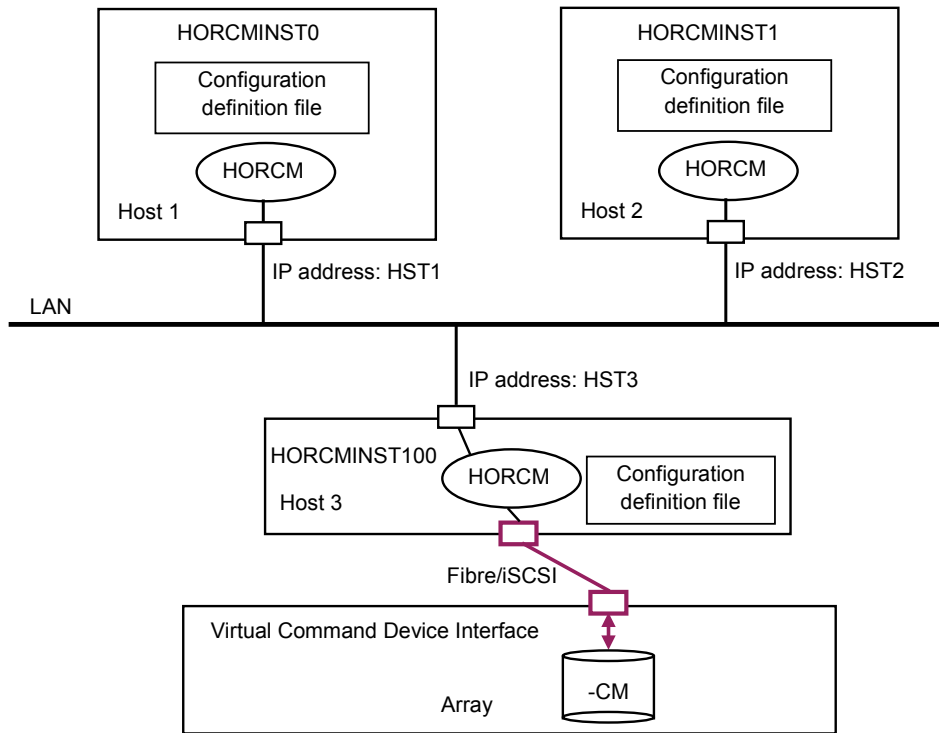 HORCMINST0
Configuration
definition file
HORCM
Host 1
IP address: HST1
HORCMINST1
Configuration
definition file
HORCM
Host 2
IP address: HST2
LAN
IP address: HST3
HORCMINST100
HORCM
Configuration
definition file
Host 3
Fibre/iSCSI
Virtual Command Device Interface
-CM
Array